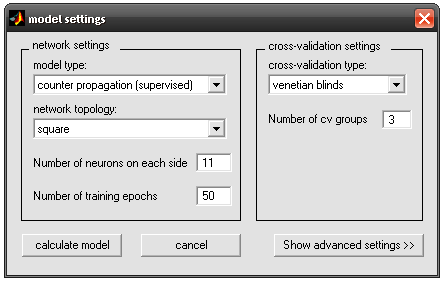 model settings
network settings
model type:
counter propagation (supervised)
network topology:
square
Number of neurons on each side 11
Number of training epochs 50
cross-validation settings
cross-validation type:
venetian blinds
Number of cv groups 3
calculate model
cancel
Show advanced settings >>